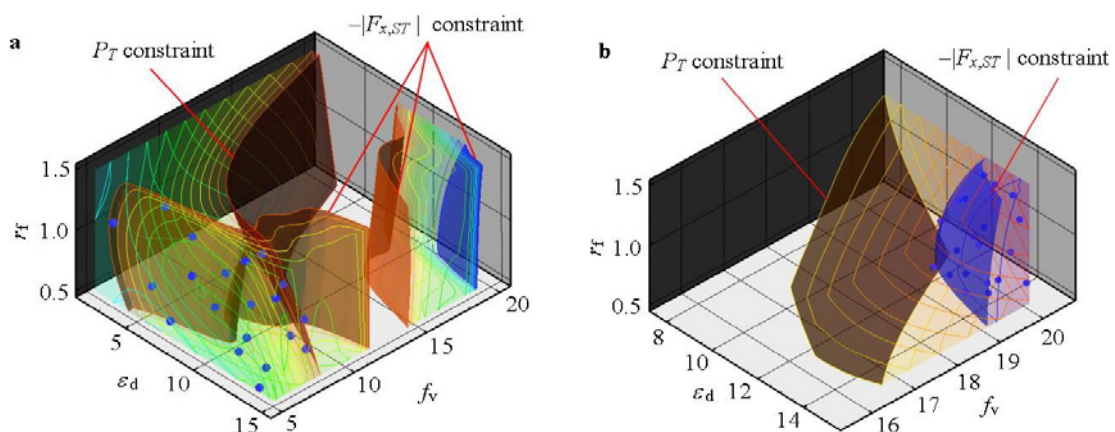 a
P_T constraint
−|F_{x,ST}| constraint
1.5
1.0
0.5
r_f
5
10
15
ε_d
5
10
15
20
f_v
b
P_T constraint
−|F_{x,ST}| constraint
1.5
1.0
0.5
r_f
8
10
12
14
ε_d
16
17
18
19
20
f_v